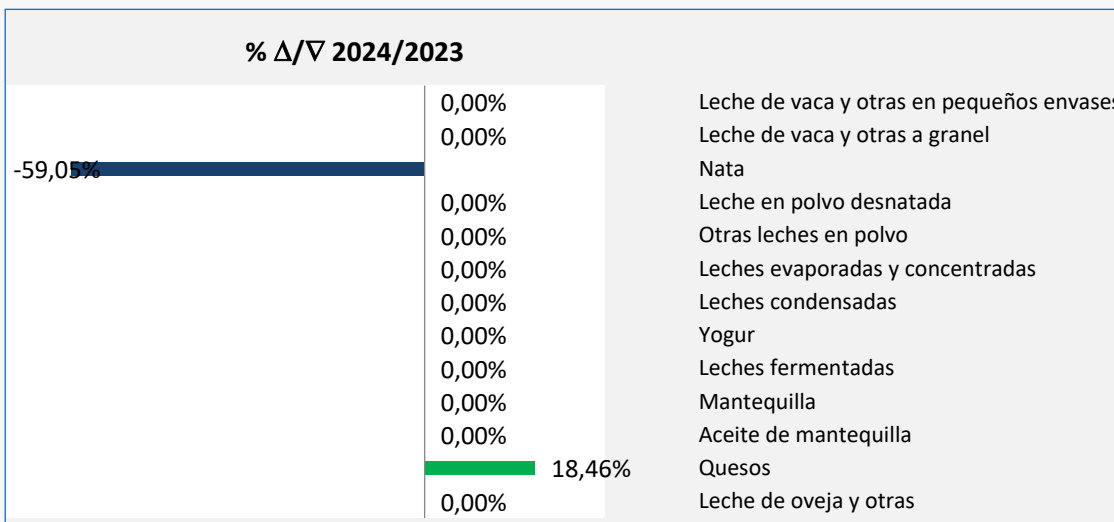 % Δ/∇ 2024/2023
0,00% Leche de vaca y otras en pequeños envases
0,00% Leche de vaca y otras a granel
-59,05% Nata
0,00% Leche en polvo desnatada
0,00% Otras leches en polvo
0,00% Leches evaporadas y concentradas
0,00% Leches condensadas
0,00% Yogur
0,00% Leches fermentadas
0,00% Mantequilla
0,00% Aceite de mantequilla
18,46% Quesos
0,00% Leche de oveja y otras